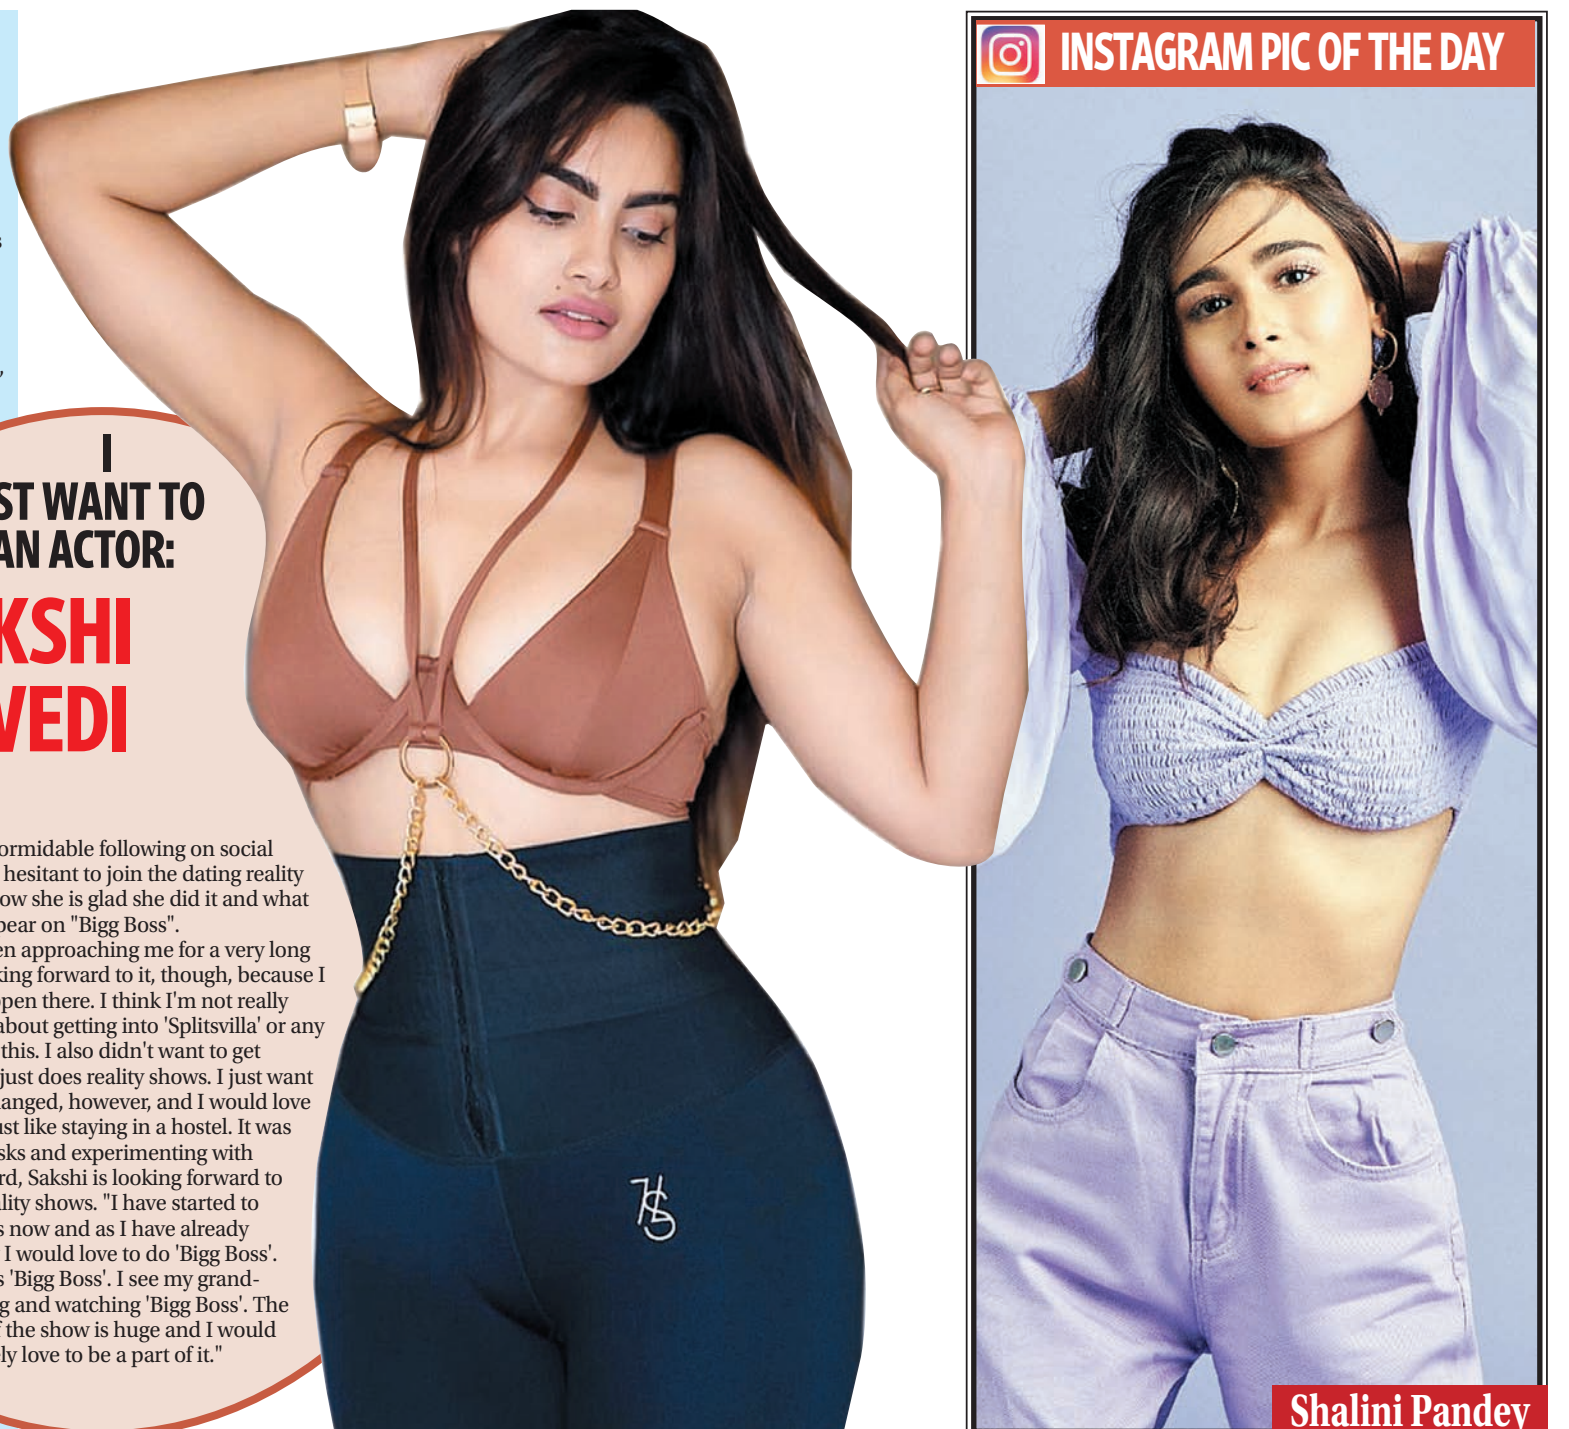 I
ST WANT TO
AN ACTOR:
KSHI
VEDI
ormidable following on social
hesitant to join the dating reality
ow she is glad she did it and what
pear on "Bigg Boss".
en approaching me for a very long
king forward to it, though, because I
pen there. I think I'm not really
about getting into 'Splitsvilla' or any
this. I also didn't want to get
just does reality shows. I just want
anged, however, and I would love
ust like staying in a hostel. It was
sks and experimenting with
rd, Sakshi is looking forward to
lity shows. "I have started to
s now and as I have already
I would love to do 'Bigg Boss'.
s 'Bigg Boss'. I see my grand-
g and watching 'Bigg Boss'. The
f the show is huge and I would
ly love to be a part of it."
INSTAGRAM PIC OF THE DAY
Shalini Pandey